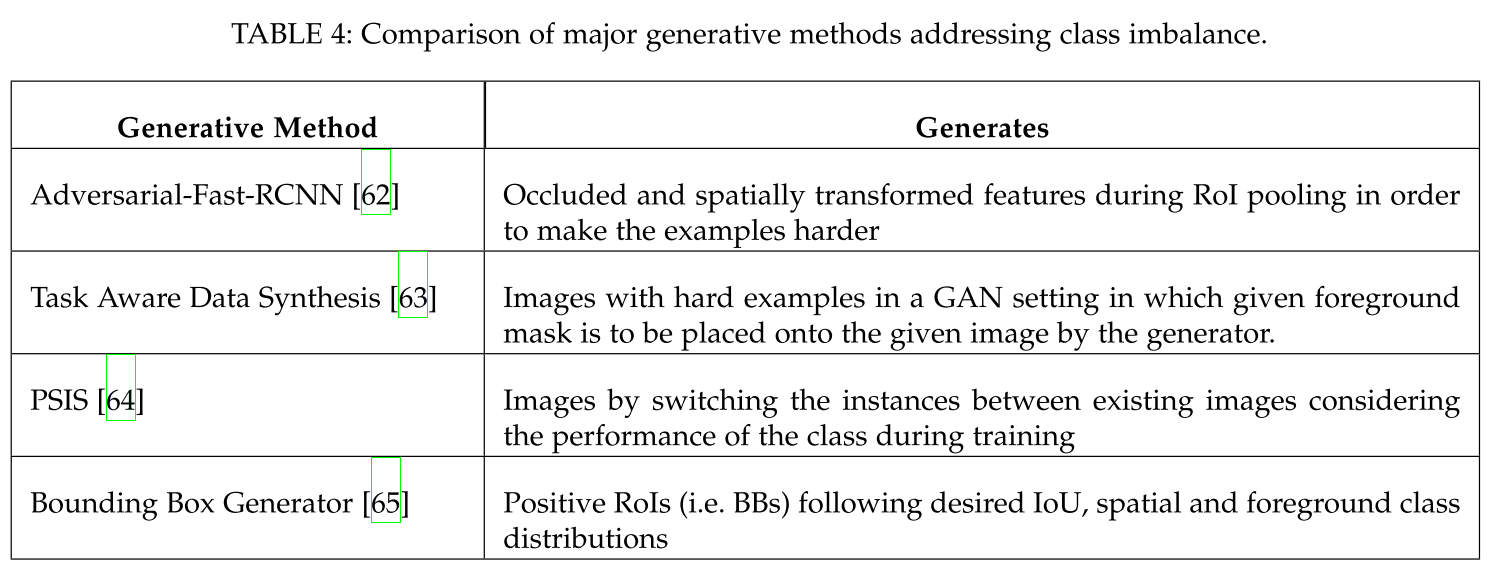 TABLE 4: Comparison of major generative methods addressing class imbalance.
Generative Method
Generates
Adversarial-Fast-RCNN [62]
Occluded and spatially transformed features during RoI pooling in order
to make the examples harder
Task Aware Data Synthesis [63]
Images with hard examples in a GAN setting in which given foreground
mask is to be placed onto the given image by the generator.
PSIS [64]
Images by switching the instances between existing images considering
the performance of the class during training
Bounding Box Generator [65]
Positive RoIs (i.e. BBs) following desired IoU, spatial and foreground class
distributions